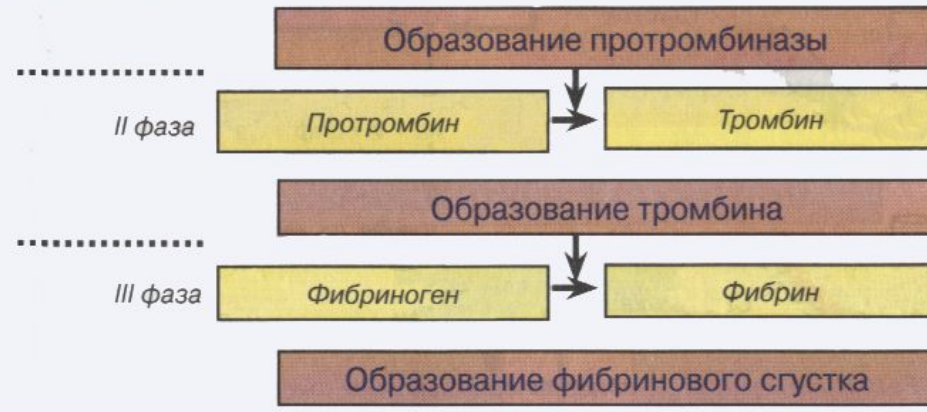 Образование протромбиназы
II фаза
Протромбин
Тромбин
Образование тромбина
III фаза
Фибриноген
Фибрин
Образование фибринового сгустка